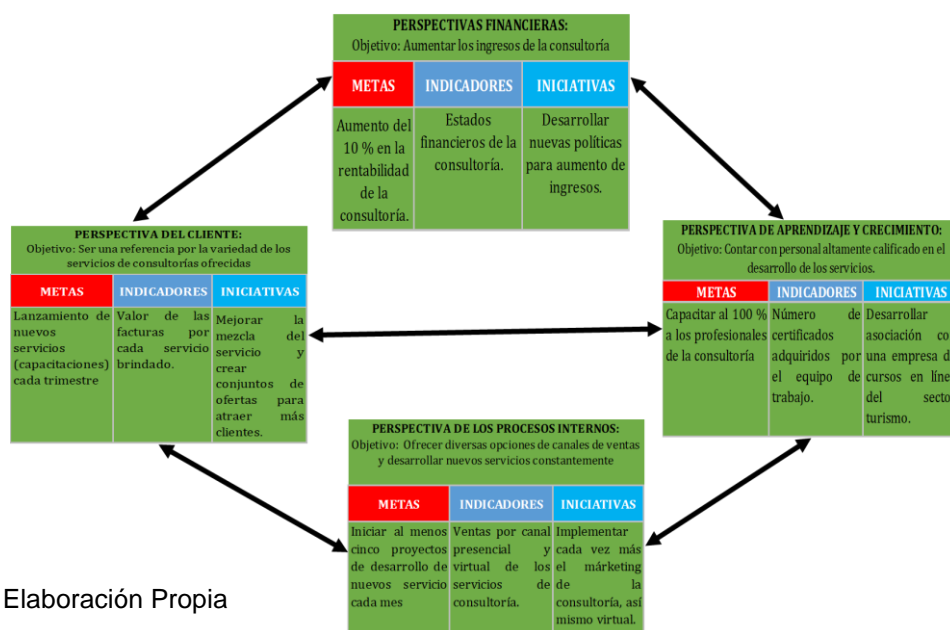 PERSPECTIVAS FINANCIERAS:
Objetivo: Aumentar los ingresos de la consultoría
METAS INDICADORES INICIATIVAS
Aumento del
10 % en la
rentabilidad
de la
consultoría.
Estados
financieros de la
consultoría.
Desarrollar
nuevas políticas
para aumento de
ingresos.
PERSPECTIVA DEL CLIENTE:
Objetivo: Ser una referencia por la variedad de los
servicios de consultorías ofrecidas
METAS INDICADORES INICIATIVAS
Lanzamiento de
nuevos
servicios
(capacitaciones)
cada trimestre
Valor de las
facturas por
cada servicio
brindado.
Mejorar la
mezcla del
servicio y
crear
conjuntos de
ofertas para
atraer más
clientes.
PERSPECTIVA DE APRENDIZAJE Y CRECIMIENTO:
Objetivo: Contar con personal altamente calificado en el
desarrollo de los servicios.
METAS INDICADORES INICIATIVAS
Capacitar al 100 %
a los profesionales
de la consultoría
Número de
certificados
adquiridos por
el equipo de
trabajo.
Desarrollar
asociación co
una empresa d
cursos en líne
del secto
turismo.
PERSPECTIVA DE LOS PROCESOS INTERNOS:
Objetivo: Ofrecer diversas opciones de canales de ventas
y desarrollar nuevos servicios constantemente
METAS INDICADORES INICIATIVAS
Iniciar al menos
cinco proyectos
de desarrollo de
nuevos servicio
cada mes
Ventas por canal
presencial y
virtual de los
servicios de
consultoría.
Implementar
cada vez más
el márketing
de la
consultoría, así
mismo virtual.
Elaboración Propia